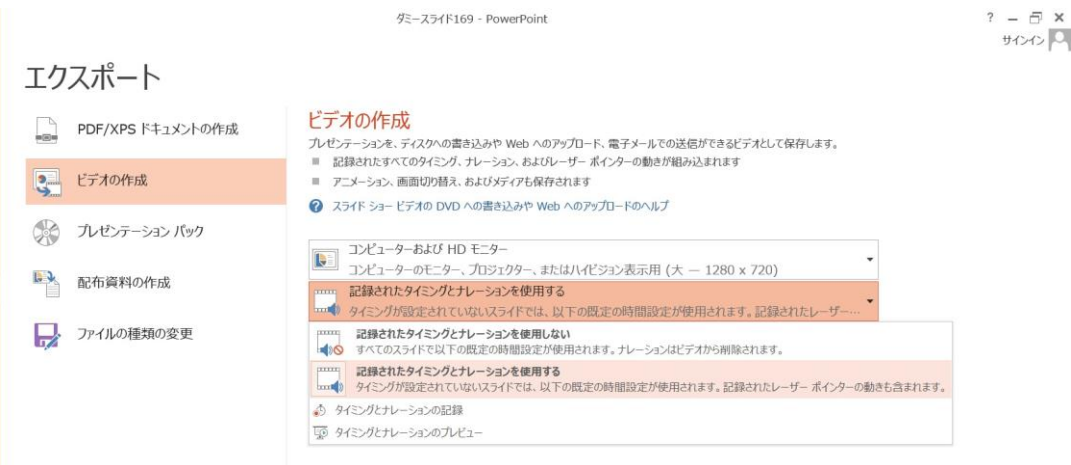 ダミースライド169 - PowerPoint
?
サインイン
エクスポート
PDF/XPS ドキュメントの作成
ビデオの作成
プレゼンテーション パック
配布資料の作成
ファイルの種類の変更
ビデオの作成
プレゼンテーションを、ディスクへの書き込みや Web へのアップロード、電子メールでの送信ができるビデオとして保存します。
記録されたすべてのタイミング、ナレーション、およびレーザー ポインターの動きが組み込まれます
アニメーション、画面切り替え、およびメディアも保存されます
スライド ショー ビデオの DVD への書き込みや Web へのアップロードのヘルプ
コンピューターおよび HD モニター
コンピューターのモニター、プロジェクター、またはハイビジョン表示用 (大 — 1280 x 720)
記録されたタイミングとナレーションを使用する
タイミングが設定されていないスライドでは、以下の既定の時間設定が使用されます。記録されたレーザー…
記録されたタイミングとナレーションを使用しない
すべてのスライドで以下の既定の時間設定が使用されます。ナレーションはビデオから削除されます。
記録されたタイミングとナレーションを使用する
タイミングが設定されていないスライドでは、以下の既定の時間設定が使用されます。記録されたレーザー ポインターの動きも含まれます。
タイミングとナレーションの記録
タイミングとナレーションのプレビュー